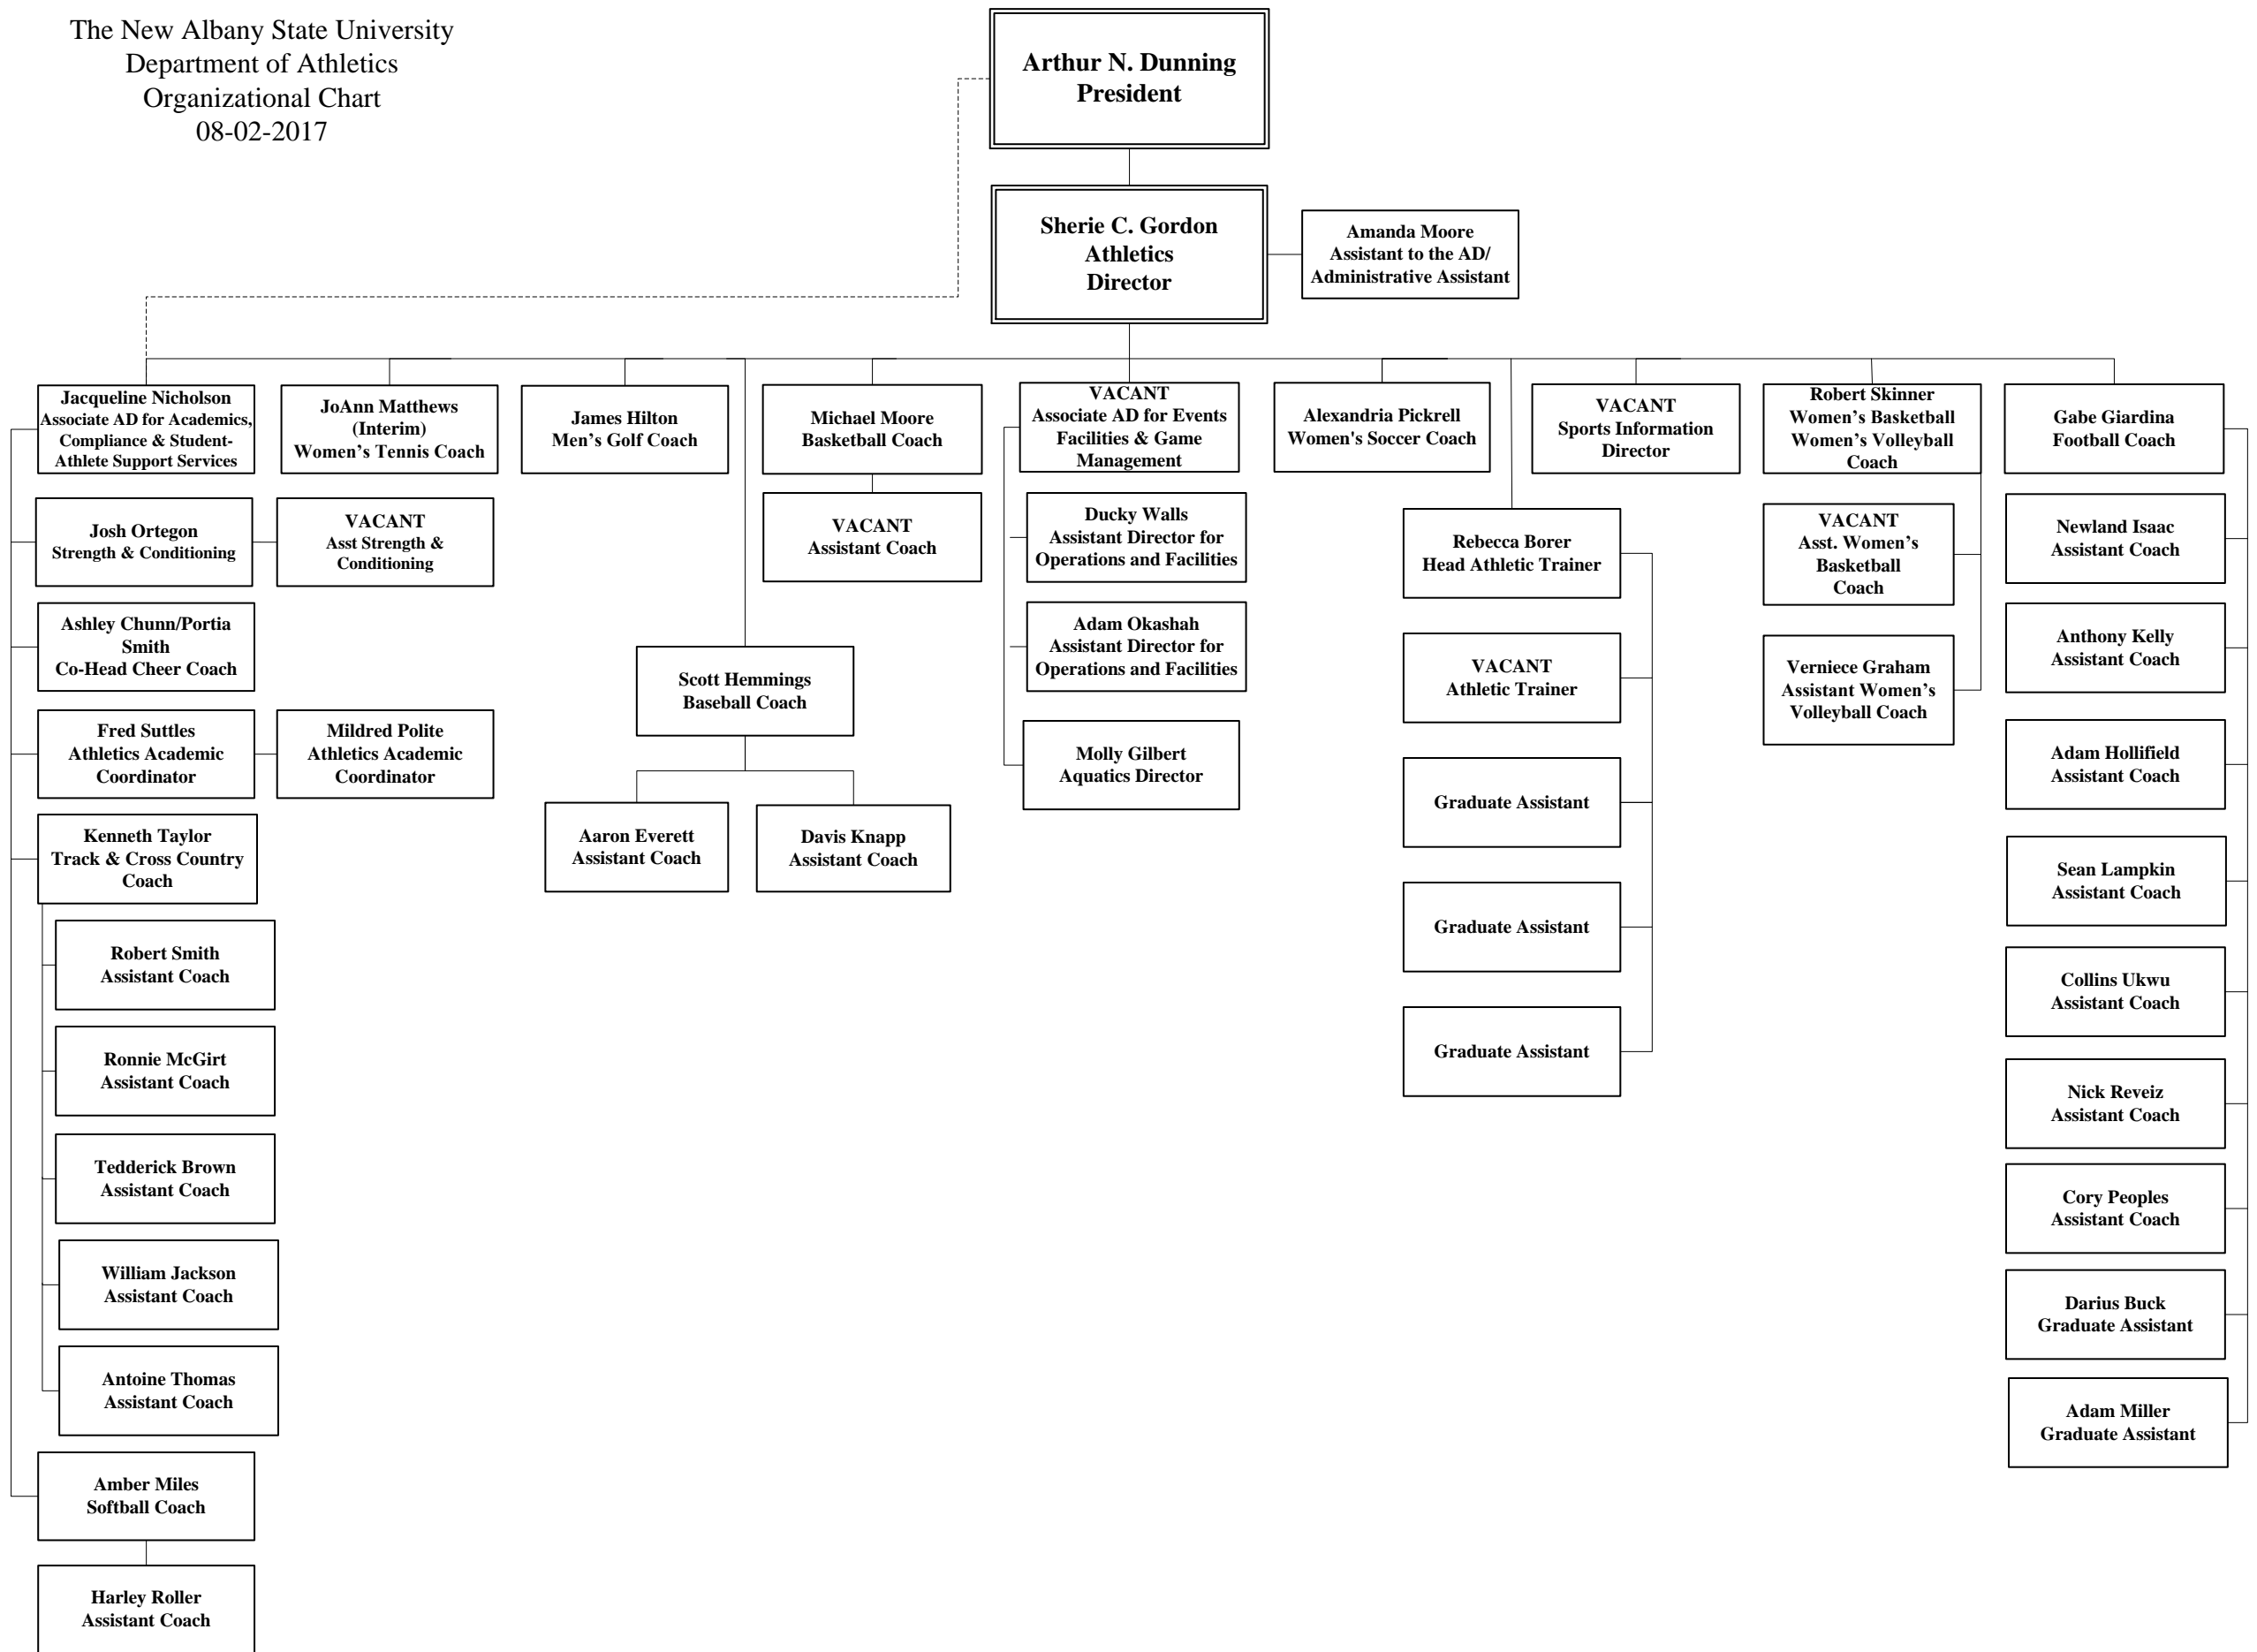 The New Albany State University
Department of Athletics
Organizational Chart
08-02-2017
Arthur N. Dunning
President
Sherie C. Gordon
Athletics
Director
Amanda Moore
Assistant to the AD/
Administrative Assistant
Jacqueline Nicholson
Associate AD for Academics,
Compliance & Student-
Athlete Support Services
JoAnn Matthews
(Interim)
Women's Tennis Coach
James Hilton
Men's Golf Coach
Michael Moore
Basketball Coach
VACANT
Associate AD for Events
Facilities & Game
Management
Alexandria Pickrell
Women's Soccer Coach
VACANT
Sports Information
Director
Robert Skinner
Women's Basketball
Women's Volleyball
Coach
Gabe Giardina
Football Coach
Josh Ortegon
Strength & Conditioning
VACANT
Asst Strength &
Conditioning
Ashley Chunn/Portia
Smith
Co-Head Cheer Coach
Fred Suttles
Athletics Academic
Coordinator
Mildred Polite
Athletics Academic
Coordinator
Kenneth Taylor
Track & Cross Country
Coach
Robert Smith
Assistant Coach
Ronnie McGirt
Assistant Coach
Tedderick Brown
Assistant Coach
William Jackson
Assistant Coach
Antoine Thomas
Assistant Coach
Amber Miles
Softball Coach
Harley Roller
Assistant Coach
Scott Hemmings
Baseball Coach
Aaron Everett
Assistant Coach
Davis Knapp
Assistant Coach
VACANT
Assistant Coach
Ducky Walls
Assistant Director for
Operations and Facilities
Adam Okashah
Assistant Director for
Operations and Facilities
Molly Gilbert
Aquatics Director
Rebecca Borer
Head Athletic Trainer
VACANT
Athletic Trainer
Graduate Assistant
Graduate Assistant
Graduate Assistant
VACANT
Asst. Women's
Basketball
Coach
Verniece Graham
Assistant Women's
Volleyball Coach
Newland Isaac
Assistant Coach
Anthony Kelly
Assistant Coach
Adam Hollifield
Assistant Coach
Sean Lampkin
Assistant Coach
Collins Ukwu
Assistant Coach
Nick Reveiz
Assistant Coach
Cory Peoples
Assistant Coach
Darius Buck
Graduate Assistant
Adam Miller
Graduate Assistant